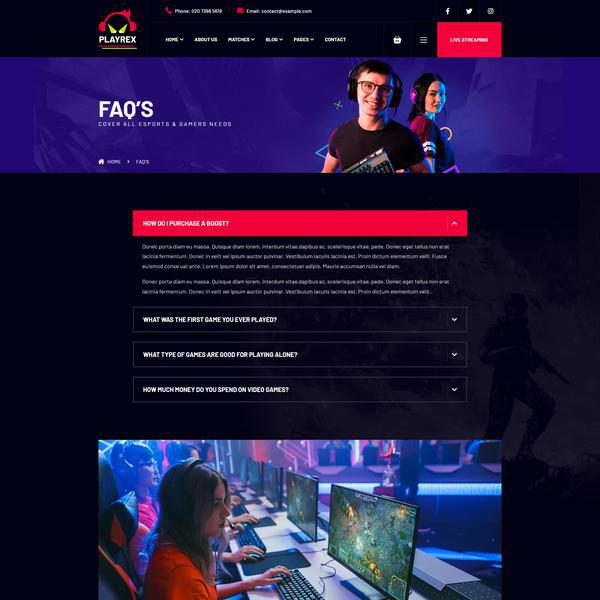 Phone: 020 7388 5619
Email: contact@example.com
PLAYREX
HOME
ABOUT US
MATCHES
BLOG
PAGES
CONTACT
LIVE STREAMING
FAQ'S
COVER ALL ESPORTS & GAMERS NEEDS
HOME > FAQ'S
HOW DO I PURCHASE A BOOST?
Donec porta diam eu massa. Quisque diam lorem, interdum vitae,dapibus ac, scelerisque vitae, pede. Donec eget tellus non erat
lacinia fermentum. Donec in velit vel ipsum auctor pulvinar. Vestibulum iaculis lacinia est. Proin dictum elementum velit. Fusce
euismod conse uat ante. Lorem ipsum dolor sit amet, consectetuer adipis. Mauris accumsan nulla vel diam.
Donec porta diam eu massa. Quisque diam lorem, interdum vitae,dapibus ac, scelerisque vitae, pede. Donec eget tellus non erat
lacinia fermentum. Donec in velit vel ipsum auctor pulvinar. Vestibulum iaculis lacinia est. Proin dictum elementum velit..
WHAT WAS THE FIRST GAME YOU EVER PLAYED?
WHAT TYPE OF GAMES ARE GOOD FOR PLAYING ALONE?
HOW MUCH MONEY DO YOU SPEND ON VIDEO GAMES?